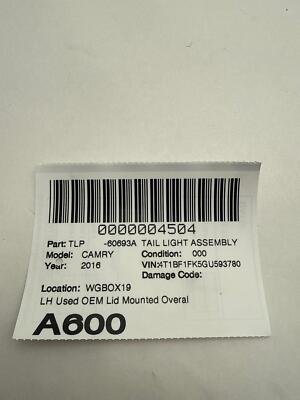 0000004504
Part: TLP -60693A TAIL LIGHT ASSEMBLY
Model: CAMRY Condition: 000
Year: 2016 VIN:4T1BF1FK5GU593780
Damage Code:
Location: WGBOX19
LH Used OEM Lid Mounted Overal
A600